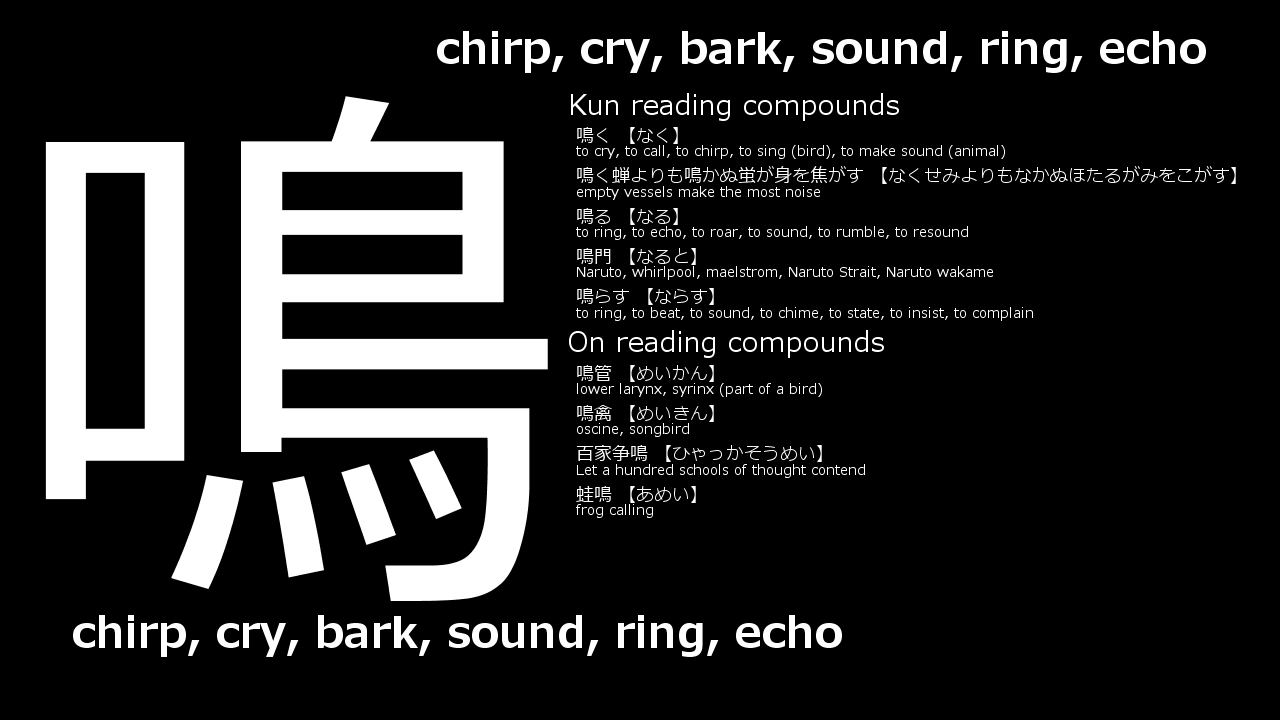 chirp, cry, bark, sound, ring, echo
鳴
Kun reading compounds
鳴く 【なく】
to cry, to call, to chirp, to sing (bird), to make sound (animal)
鳴く蝉よりも鳴かぬ蛍が身を焦がす 【なくせみよりもなかぬほたるがみをこがす】
empty vessels make the most noise
鳴る 【なる】
to ring, to echo, to roar, to sound, to rumble, to resound
鳴門 【なると】
Naruto, whirlpool, maelstrom, Naruto Strait, Naruto wakame
鳴らす 【ならす】
to ring, to beat, to sound, to chime, to state, to insist, to complain
On reading compounds
鳴管 【めいかん】
lower larynx, syrinx (part of a bird)
鳴禽 【めいきん】
oscine, songbird
百家争鳴 【ひゃっかそうめい】
Let a hundred schools of thought contend
蛙鳴 【あめい】
frog calling
chirp, cry, bark, sound, ring, echo